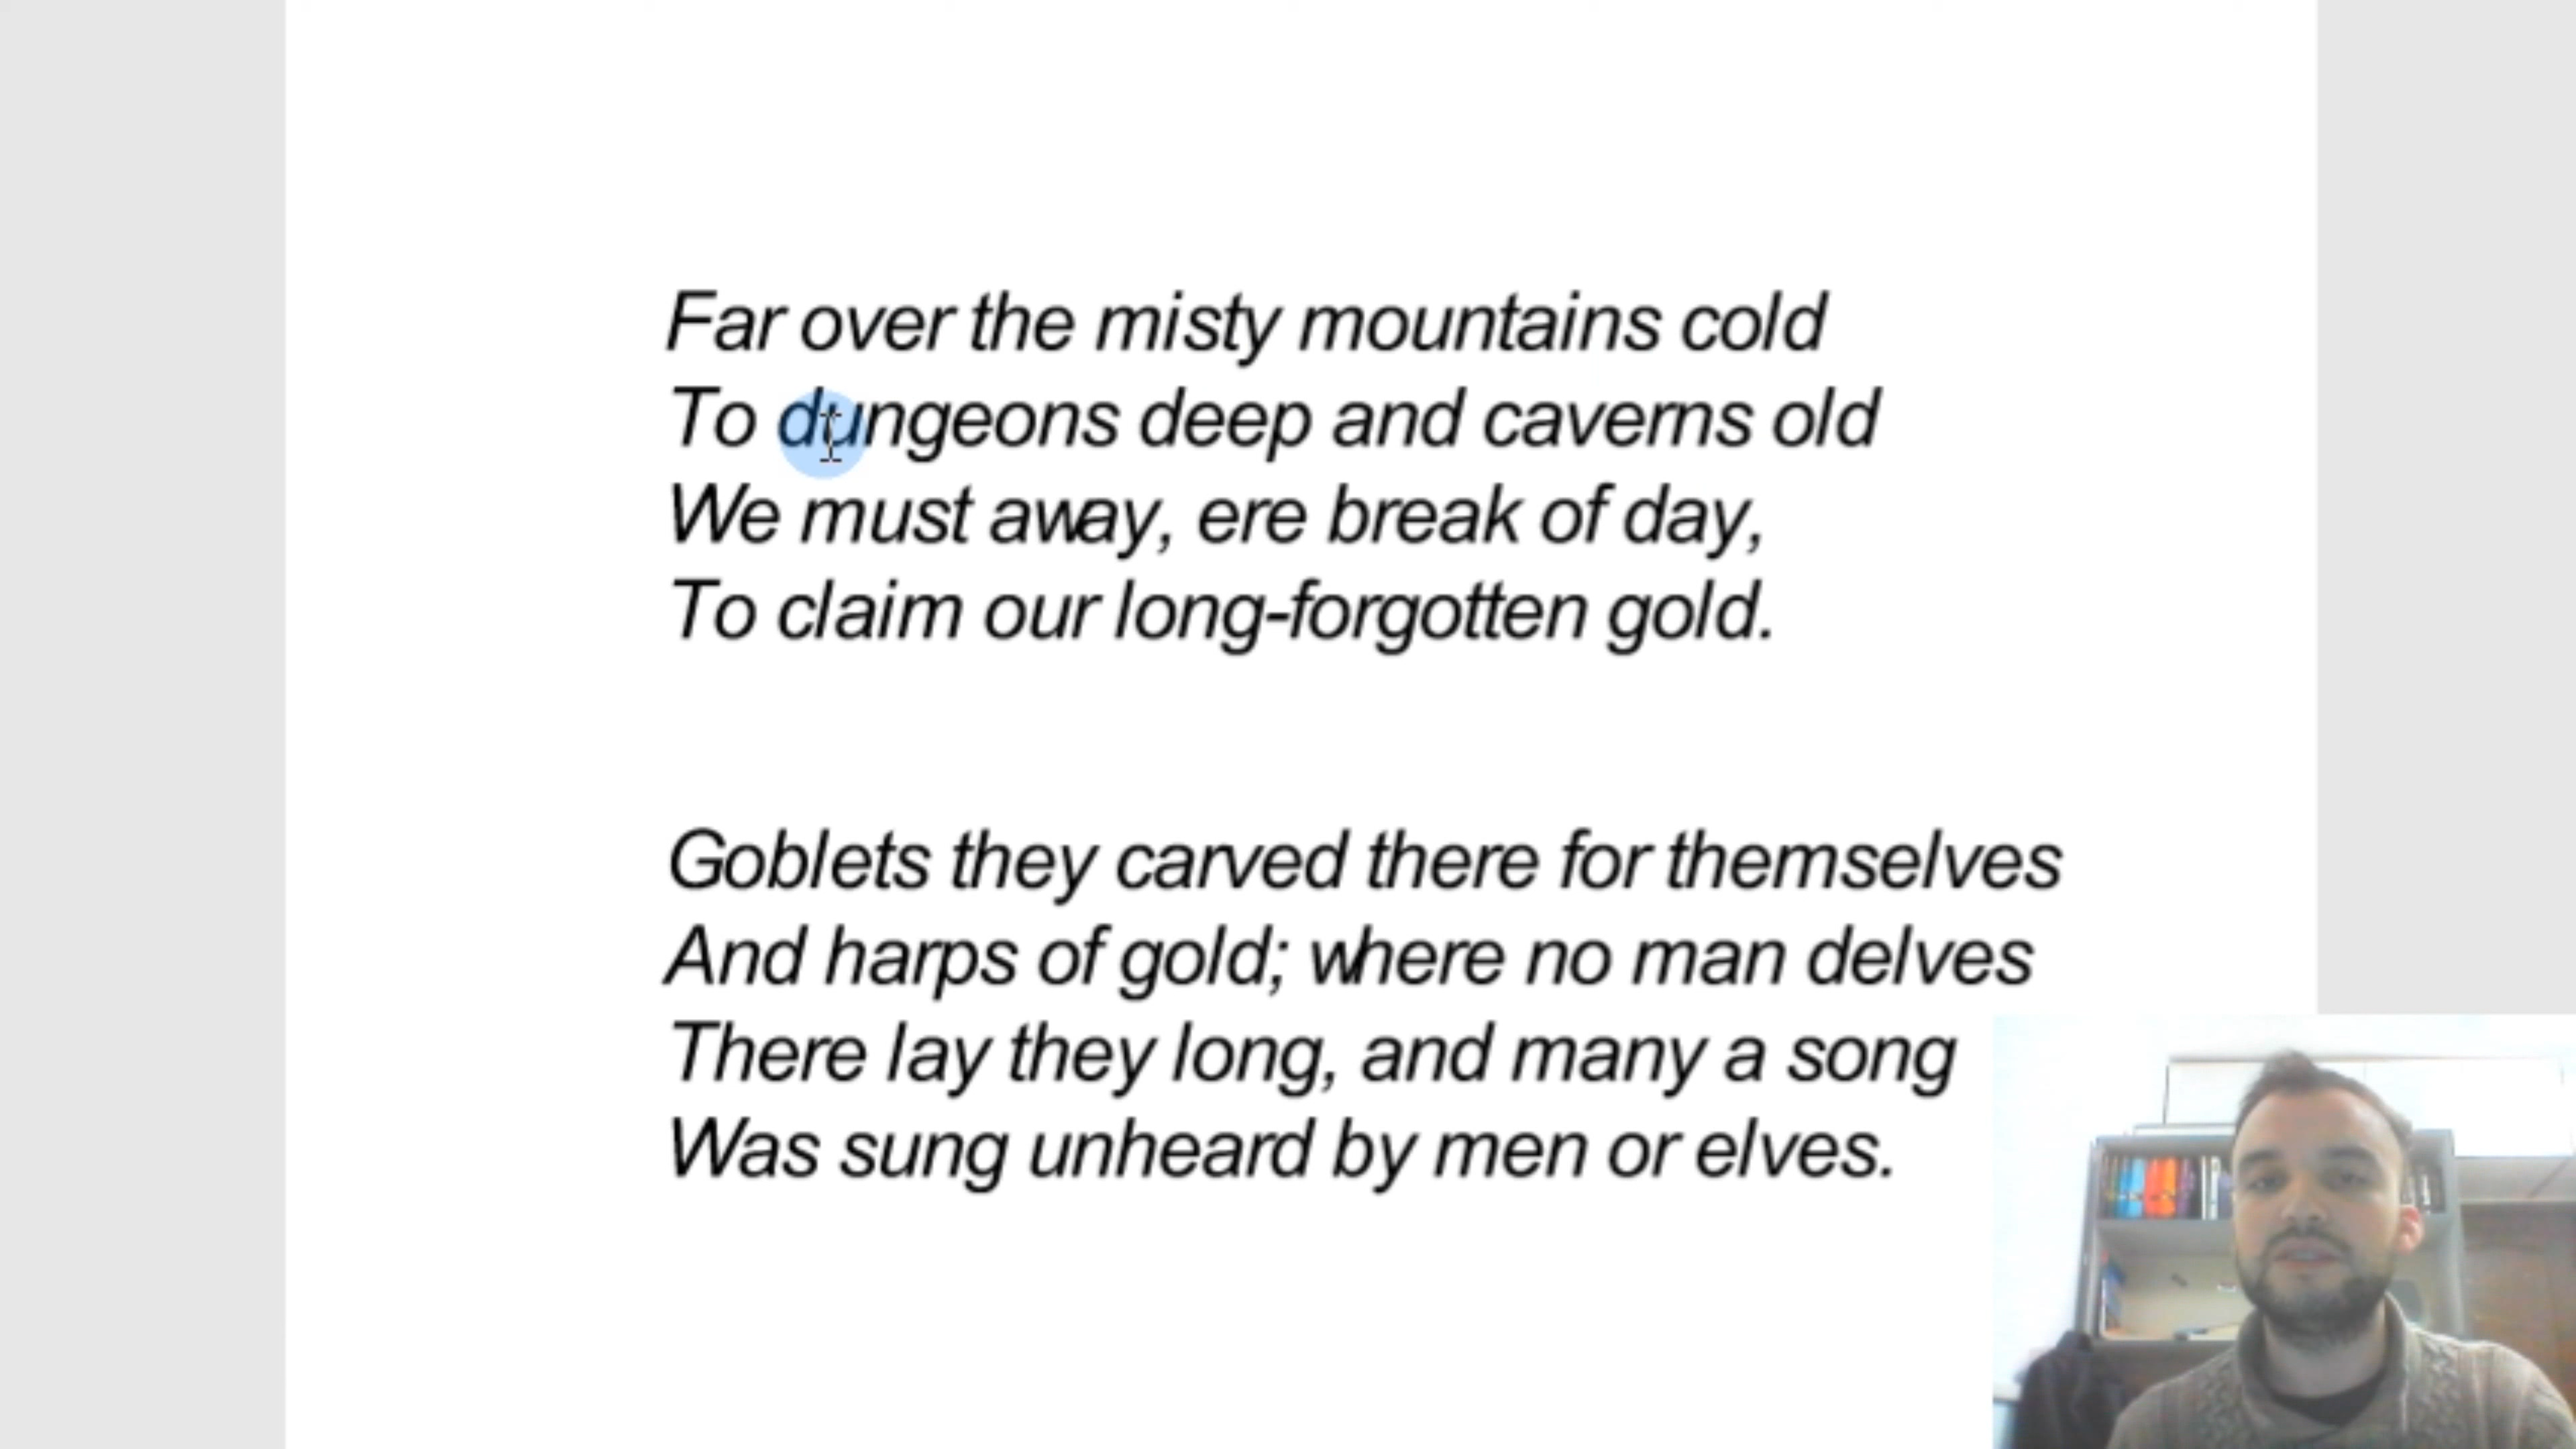 Far over the misty mountains cold
To dungeons deep and caverns old
We must away, ere break of day,
To claim our long-forgotten gold.
Goblets they carved there for themselves
And harps of gold; where no man delves
There lay they long, and many a song
Was sung unheard by men or elves.